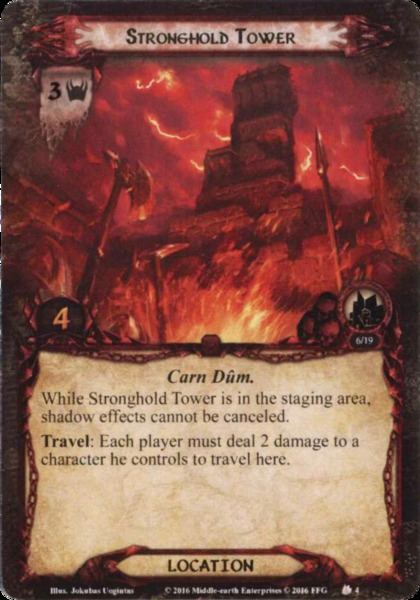 Stronghold Tower
3
4
6/19
Carn Dûm.
While Stronghold Tower is in the staging area,
shadow effects cannot be canceled.
Travel: Each player must deal 2 damage to a
character he controls to travel here.
LOCATION
Illus. Jokubas Uogintas © 2016 Middle-earth Enterprises © 2016 FFG 4